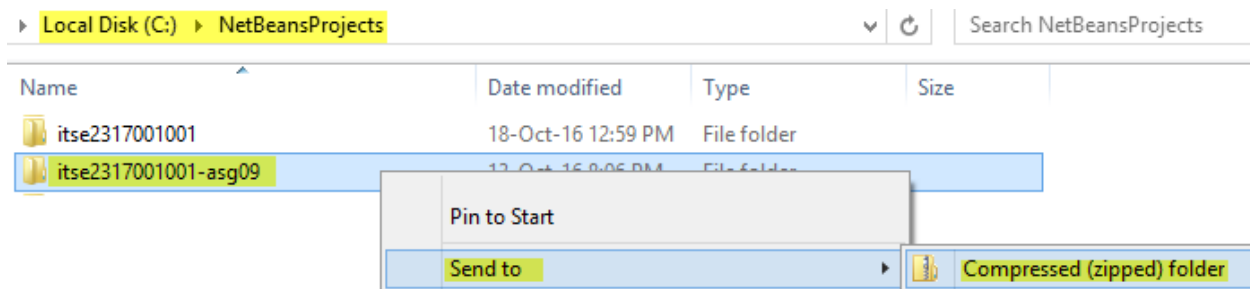 Local Disk (C:) NetBeansProjects Search NetBeansProjects
Name Date modified Type Size
itse2317001001 18-Oct-16 12:59 PM File folder
itse2317001001-asg09
Pin to Start
Send to Compressed (zipped) folder